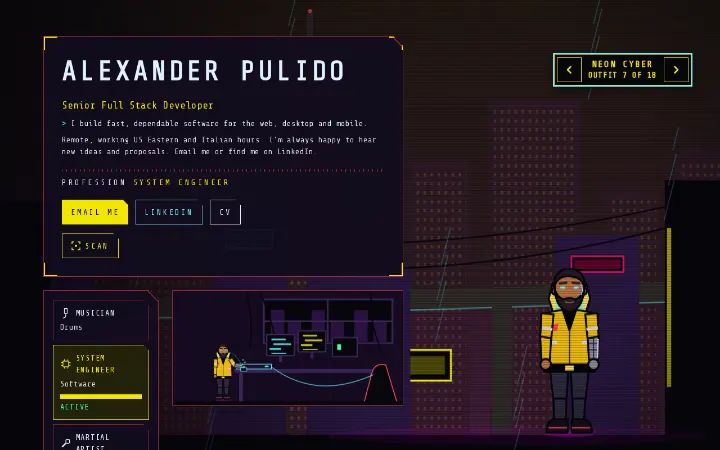 ALEXANDER PULIDO
NEON CYBER
OUTFIT 7 OF 18
Senior Full Stack Developer
> I build fast, dependable software for the web, desktop and mobile.
Remote, working US Eastern and Italian hours. I'm always happy to hear
new ideas and proposals. Email me or find me on LinkedIn.
PROFESSION SYSTEM ENGINEER
EMAIL ME
LINKEDIN
CV
SCAN
MUSICIAN
Drums
SYSTEM
ENGINEER
Software
ACTIVE
MARTIAL
ARTIST